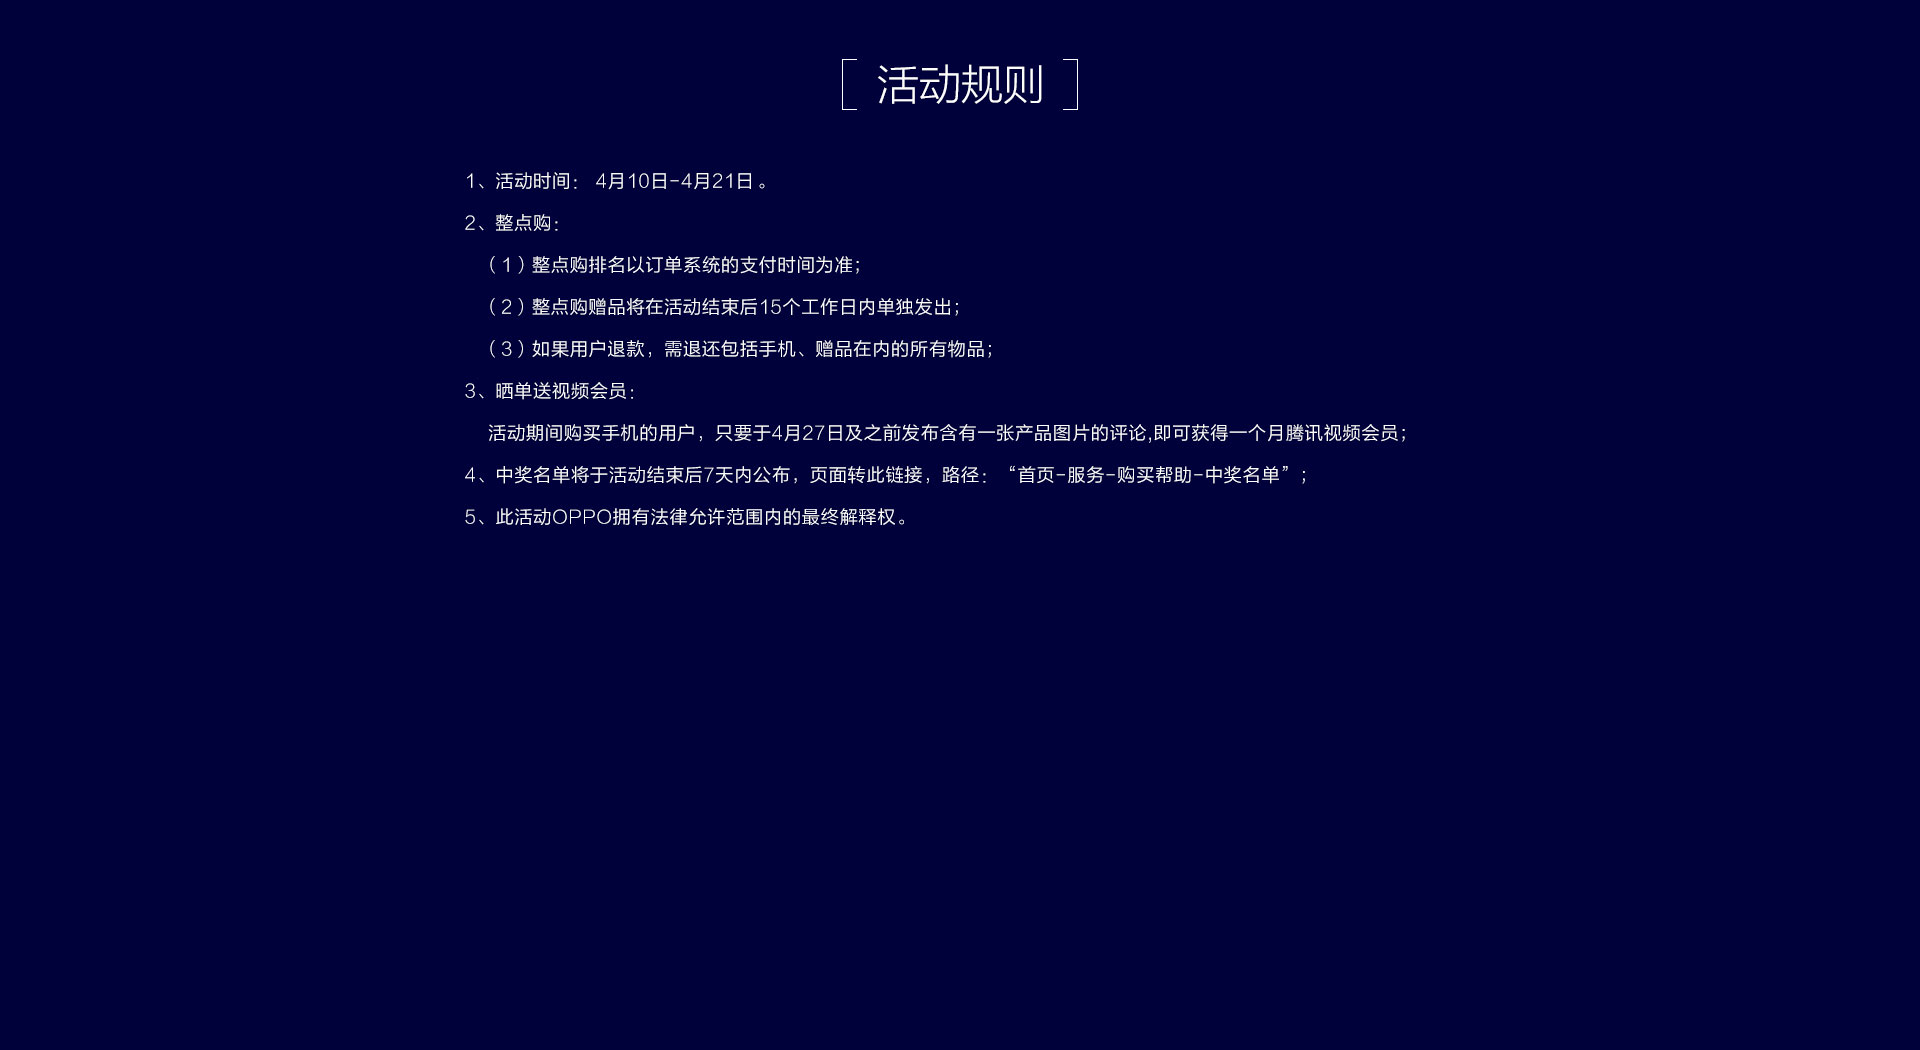 活动规则
1、活动时间： 4月10日-4月21日。
2、整点购：
（1）整点购排名以订单系统的支付时间为准；
（2）整点购赠品将在活动结束后15个工作日内单独发出；
（3）如果用户退款，需退还包括手机、赠品在内的所有物品；
3、晒单送视频会员：
活动期间购买手机的用户，只要于4月27日及之前发布含有一张产品图片的评论,即可获得一个月腾讯视频会员；
4、中奖名单将于活动结束后7天内公布，页面转此链接，路径：“首页-服务-购买帮助-中奖名单”；
5、此活动OPPO拥有法律允许范围内的最终解释权。